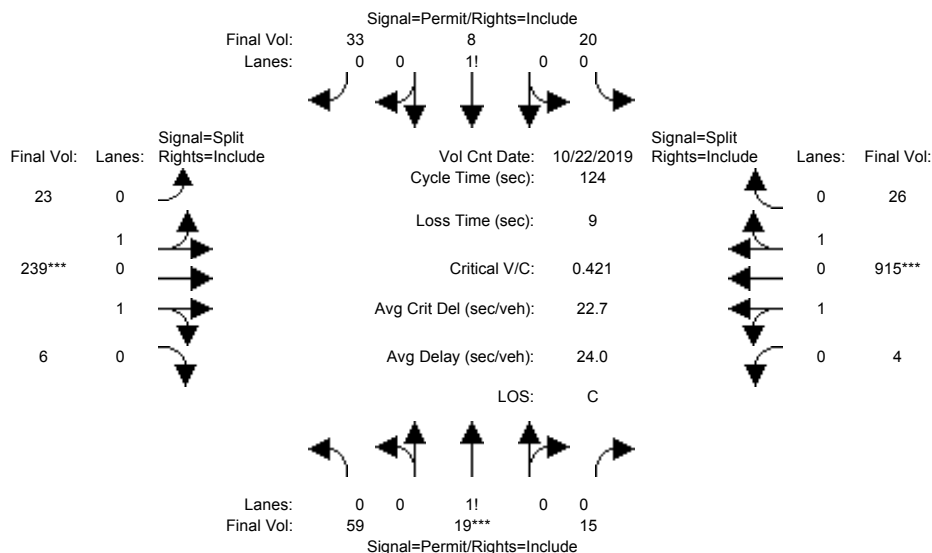 Signal=Permit/Rights=Include
Final Vol: 33 8 20
Lanes: 0 0 1! 0 0
Signal=Split Signal=Split
Final Vol: Lanes: Rights=Include Vol Cnt Date: 10/22/2019 Rights=Include Lanes: Final Vol:
Cycle Time (sec): 124
23 0 0 26
Loss Time (sec): 9
1 1
239*** 0 Critical V/C: 0.421 0 915***
1 Avg Crit Del (sec/veh): 22.7 1
6 0 Avg Delay (sec/veh): 24.0 0 4
LOS: C
Lanes: 0 0 1! 0 0
Final Vol: 59 19*** 15
Signal=Permit/Rights=Include